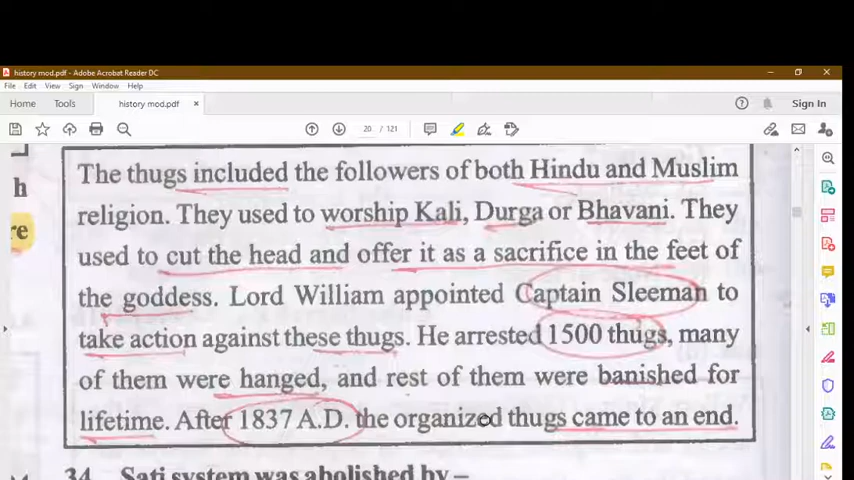 history mod.pdf - Adobe Acrobat Reader DC
File Edit View Sign Window Help
Home Tools history mod.pdf × Sign In
20 / 121
h
re
The thugs included the followers of both Hindu and Muslim
religion. They used to worship Kali, Durga or Bhavani. They
used to cut the head and offer it as a sacrifice in the feet of
the goddess. Lord William appointed Captain Sleeman to
take action against these thugs. He arrested 1500 thugs, many
of them were hanged, and rest of them were banished for
lifetime. After 1837 A.D. the organized thugs came to an end.
34. Sati system was abolished by –